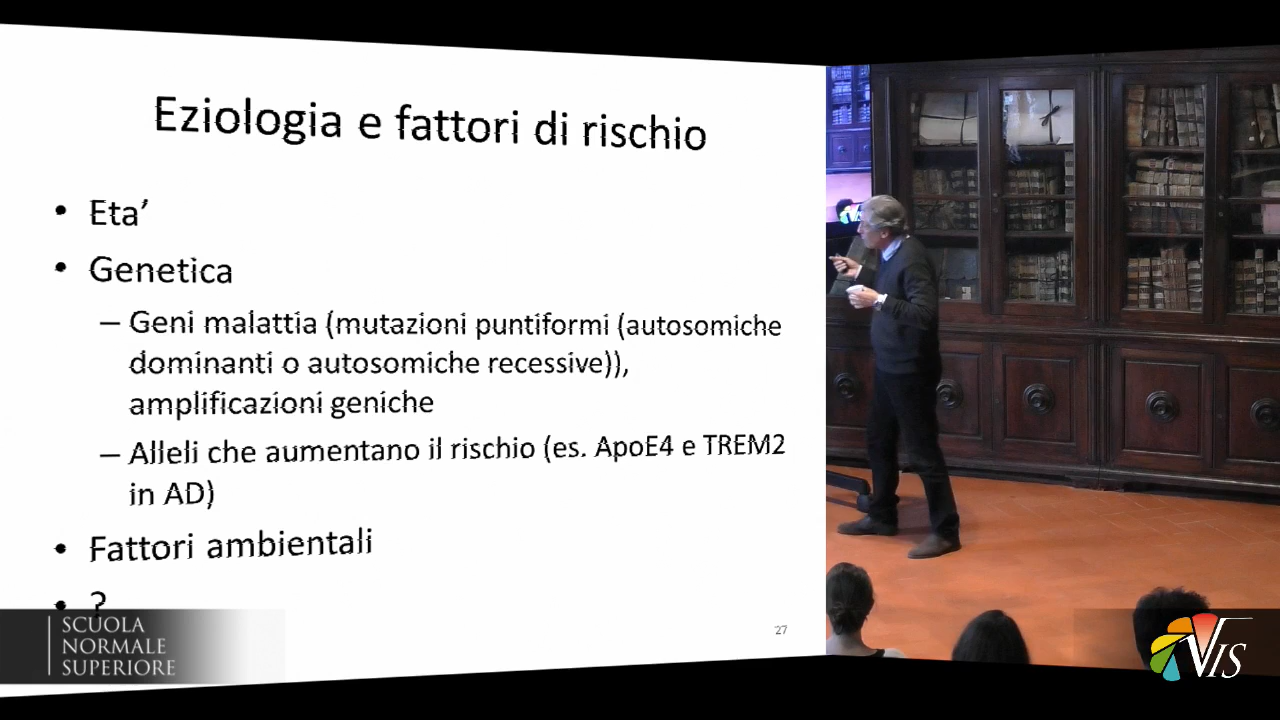 Eziologia e fattori di rischio
• Eta’
• Genetica
– Geni malattia (mutazioni puntiformi (autosomiche
dominanti o autosomiche recessive)),
amplificazioni geniche
– Alleli che aumentano il rischio (es. ApoE4 e TREM2
in AD)
• Fattori ambientali
• ?
27
SCUOLA
NORMALE
SUPERIORE
VIS